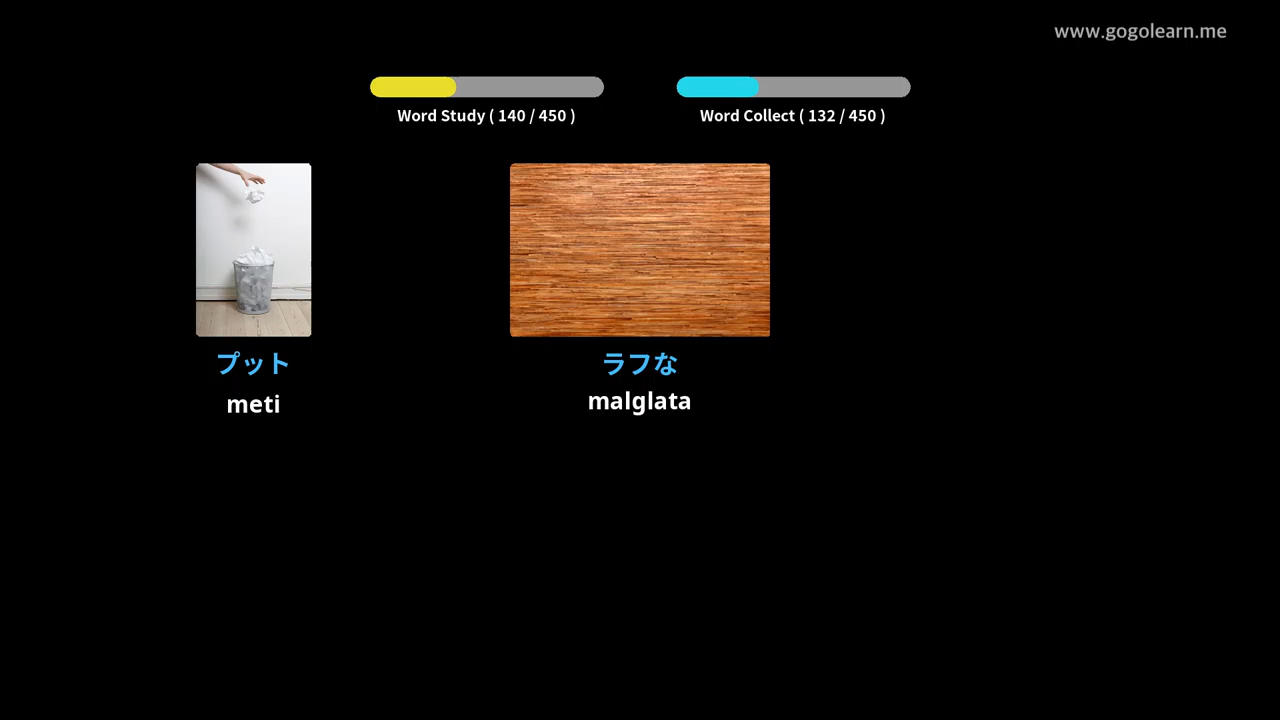 www.gogolearn.me
Word Study ( 140 / 450 )
Word Collect ( 132 / 450 )
プット
meti
ラフな
malglata